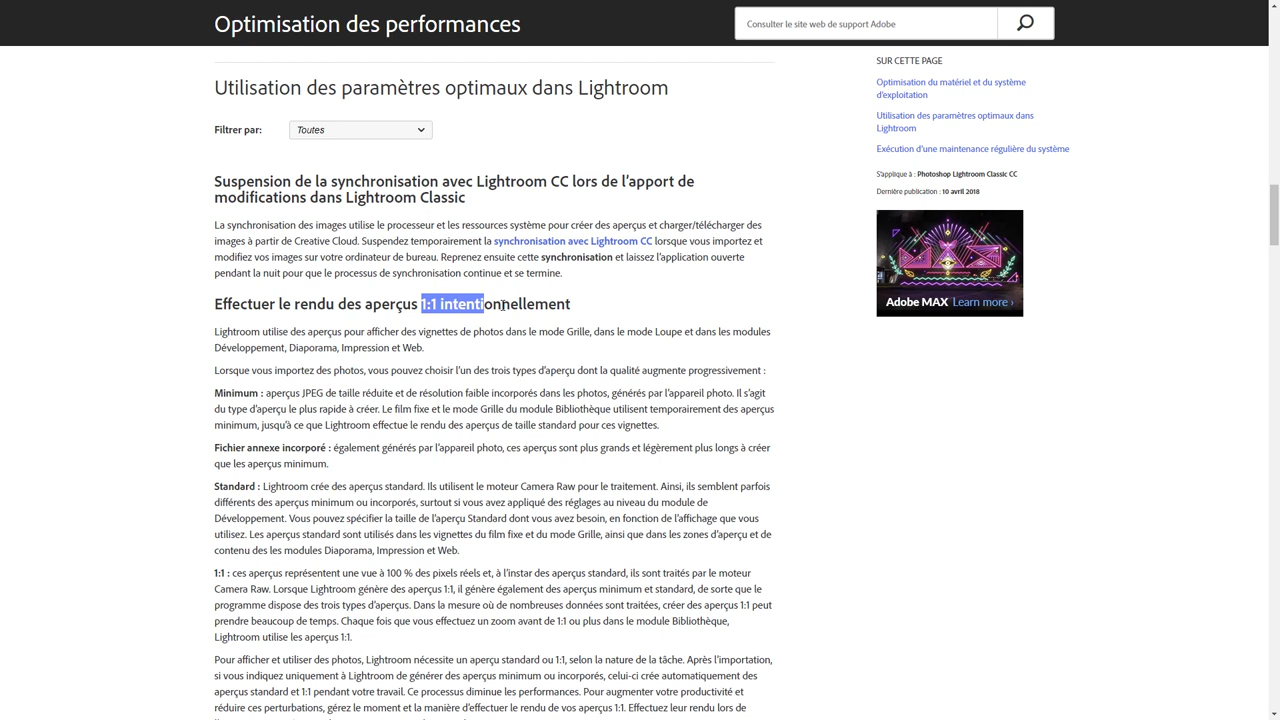 Optimisation des performances
Consulter le site web de support Adobe
Utilisation des paramètres optimaux dans Lightroom
Filtrer par:
Toutes
Suspension de la synchronisation avec Lightroom CC lors de l'apport de
modifications dans Lightroom Classic
La synchronisation des images utilise le processeur et les ressources système pour créer des aperçus et charger/télécharger des
images à partir de Creative Cloud. Suspendez temporairement la synchronisation avec Lightroom CC lorsque vous importez et
modifiez vos images sur votre ordinateur de bureau. Reprenez ensuite cette synchronisation et laissez l'application ouverte
pendant la nuit pour que le processus de synchronisation continue et se termine.
Effectuer le rendu des aperçus 1:1 intentionnellement
Lightroom utilise des aperçus pour afficher des vignettes de photos dans le mode Grille, dans le mode Loupe et dans les modules
Développement, Diaporama, Impression et Web.
Lorsque vous importez des photos, vous pouvez choisir l'un des trois types d'aperçu dont la qualité augmente progressivement :
Minimum : aperçus JPEG de taille réduite et de résolution faible incorporés dans les photos, générés par l'appareil photo. Il s'agit
du type d'aperçu le plus rapide à créer. Le film fixe et le mode Grille du module Bibliothèque utilisent temporairement des aperçus
minimum, jusqu'à ce que Lightroom effectue le rendu des aperçus de taille standard pour ces vignettes.
Fichier annexe incorporé : également générés par l'appareil photo, ces aperçus sont plus grands et légèrement plus longs à créer
que les aperçus minimum.
Standard : Lightroom crée des aperçus standard. Ils utilisent le moteur Camera Raw pour le traitement. Ainsi, ils semblent parfois
différents des aperçus minimum ou incorporés, surtout si vous avez appliqué des réglages au niveau du module de
Développement. Vous pouvez spécifier la taille de l'aperçu Standard dont vous avez besoin, en fonction de l'affichage que vous
utilisez. Les aperçus standard sont utilisés dans les vignettes du film fixe et du mode Grille, ainsi que dans les zones d'aperçu et de
contenu des les modules Diaporama, Impression et Web.
1:1 : ces aperçus représentent une vue à 100 % des pixels réels et, à l'instar des aperçus standard, ils sont traités par le moteur
Camera Raw. Lorsque Lightroom génère des aperçus 1:1, il génère également des aperçus minimum et standard, de sorte que le
programme dispose des trois types d'aperçus. Dans la mesure où de nombreuses données sont traitées, créer des aperçus 1:1 peut
prendre beaucoup de temps. Chaque fois que vous effectuez un zoom avant de 1:1 ou plus dans le module Bibliothèque,
Lightroom utilise les aperçus 1:1.
Pour afficher et utiliser des photos, Lightroom nécessite un aperçu standard ou 1:1, selon la nature de la tâche. Après l'importation,
si vous indiquez uniquement à Lightroom de générer des aperçus minimum ou incorporés, celui-ci crée automatiquement des
aperçus standard et 1:1 pendant votre travail. Ce processus diminue les performances. Pour augmenter votre productivité et
réduire ces perturbations, gérez le moment et la manière d'effectuer le rendu de vos aperçus 1:1. Effectuez leur rendu lors de
SUR CETTE PAGE
Optimisation du matériel et du système
d'exploitation
Utilisation des paramètres optimaux dans
Lightroom
Exécution d'une maintenance régulière du système
S'applique à : Photoshop Lightroom Classic CC
Dernière publication : 10 avril 2018
Adobe MAX Learn more ›